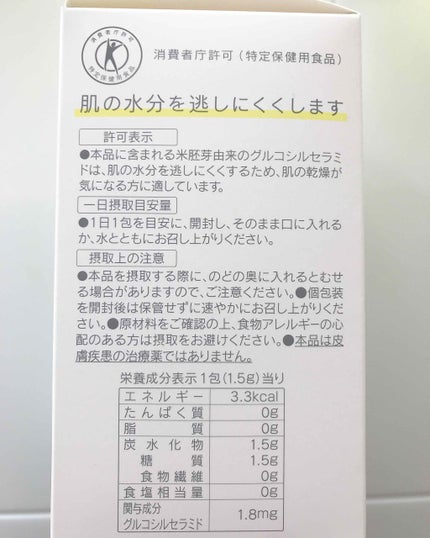 消費者庁許可
特定保健用食品
消費者庁許可(特定保健用食品)
肌の水分を逃しにくくします
許可表示
●本品に含まれる米胚芽由来のグルコシルセラミ
ドは、肌の水分を逃しにくくするため、肌の乾燥が
気になる方に適しています。
一日摂取目安量
●1日1包を目安に、開封し、そのまま口に入れる
か、水とともにお召し上がりください。
摂取上の注意
●本品を摂取する際に、のどの奥に入れるとむせ
る場合がありますので、ご注意ください。●個包装
を開封後は保管せずに速やかにお召し上がりくだ
さい。●原材料をご確認の上、食物アレルギーの心
配のある方は摂取をお避けください。●本品は皮
膚疾患の治療薬ではありません。
栄養成分表示1包(1.5g)当り
エネルギー 3.3kcal
たんぱく質 0g
脂質 0g
炭水化物 1.5g
糖質 1.5g
食物繊維 0g
食塩相当量 0g
関与成分
グルコシルセラミド 1.8mg